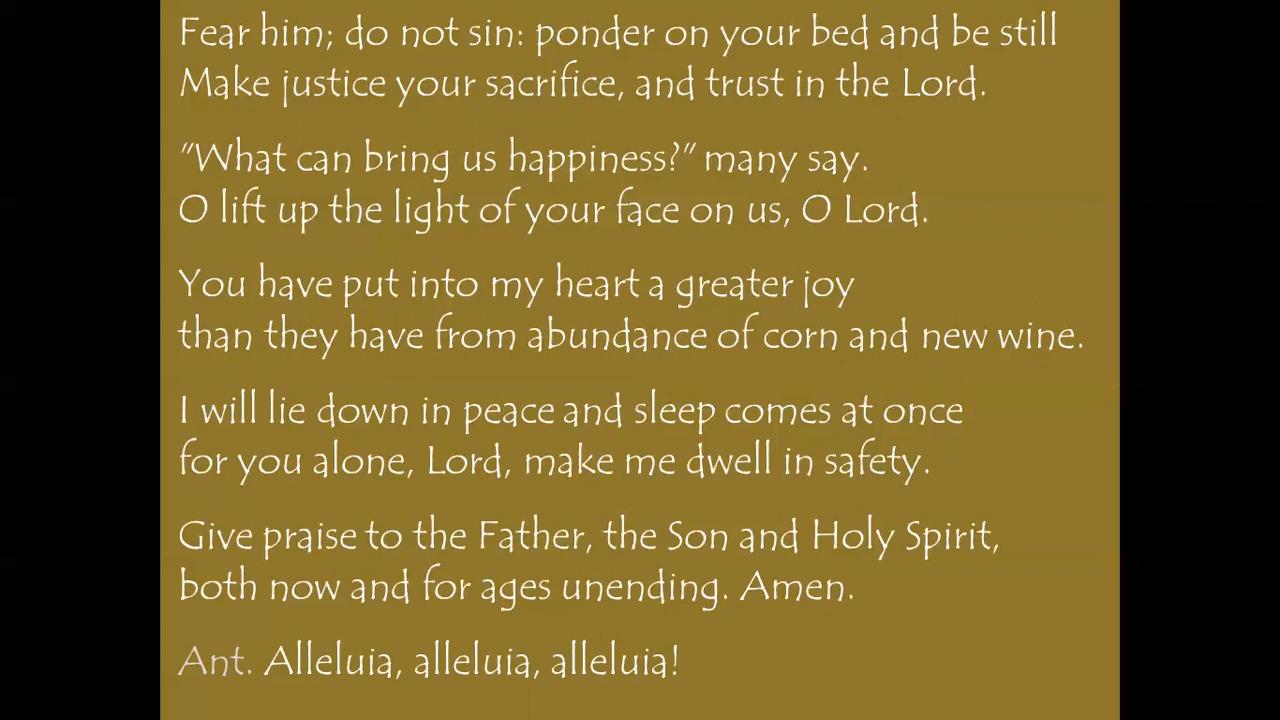 Fear him; do not sin: ponder on your bed and be still
Make justice your sacrifice, and trust in the Lord.
"What can bring us happiness?" many say.
O lift up the light of your face on us, O Lord.
You have put into my heart a greater joy
than they have from abundance of corn and new wine.
I will lie down in peace and sleep comes at once
for you alone, Lord, make me dwell in safety.
Give praise to the Father, the Son and Holy Spirit,
both now and for ages unending. Amen.
Ant. Alleluia, alleluia, alleluia!